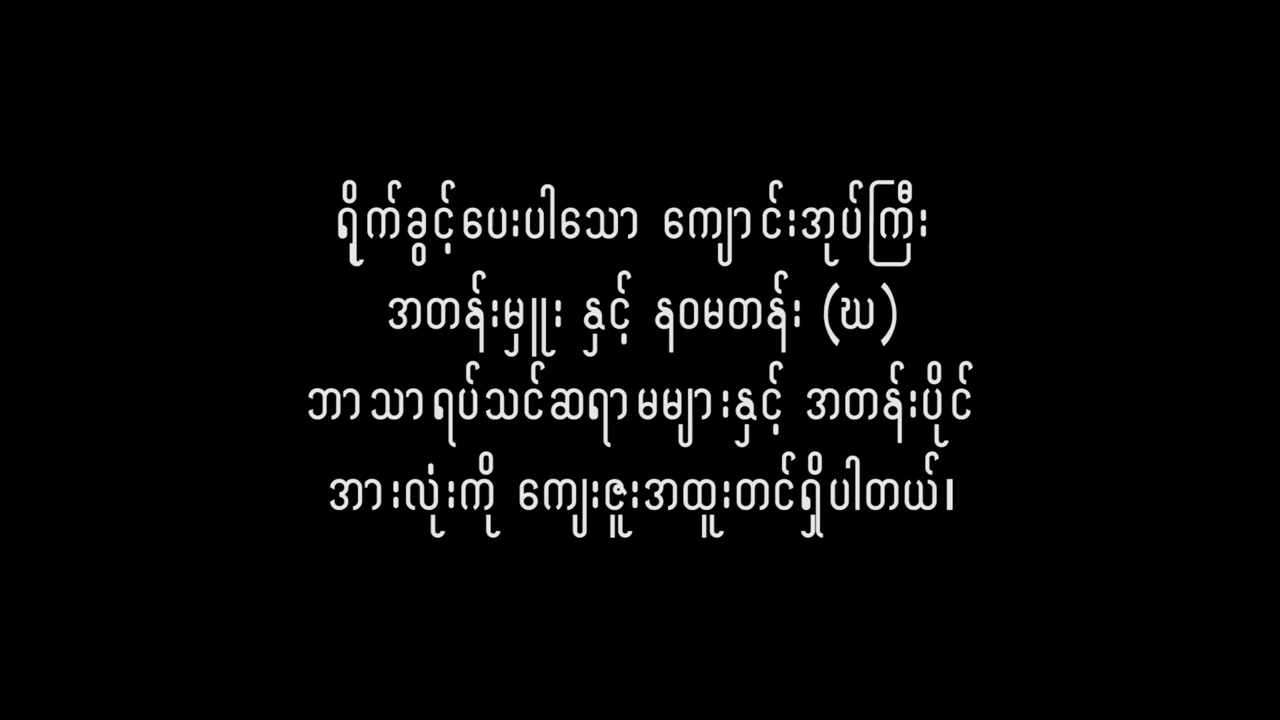 ရိုက်ခွင့်ပေးပါသော ကျောင်းအုပ်ကြီး
အတန်းမှူး နှင့် နဝမတန်း (ဃ)
ဘာသာရပ်သင်ဆရာမများနှင့် အတန်းပိုင်
အားလုံးကို ကျေးဇူးအထူးတင်ရှိပါတယ်၊